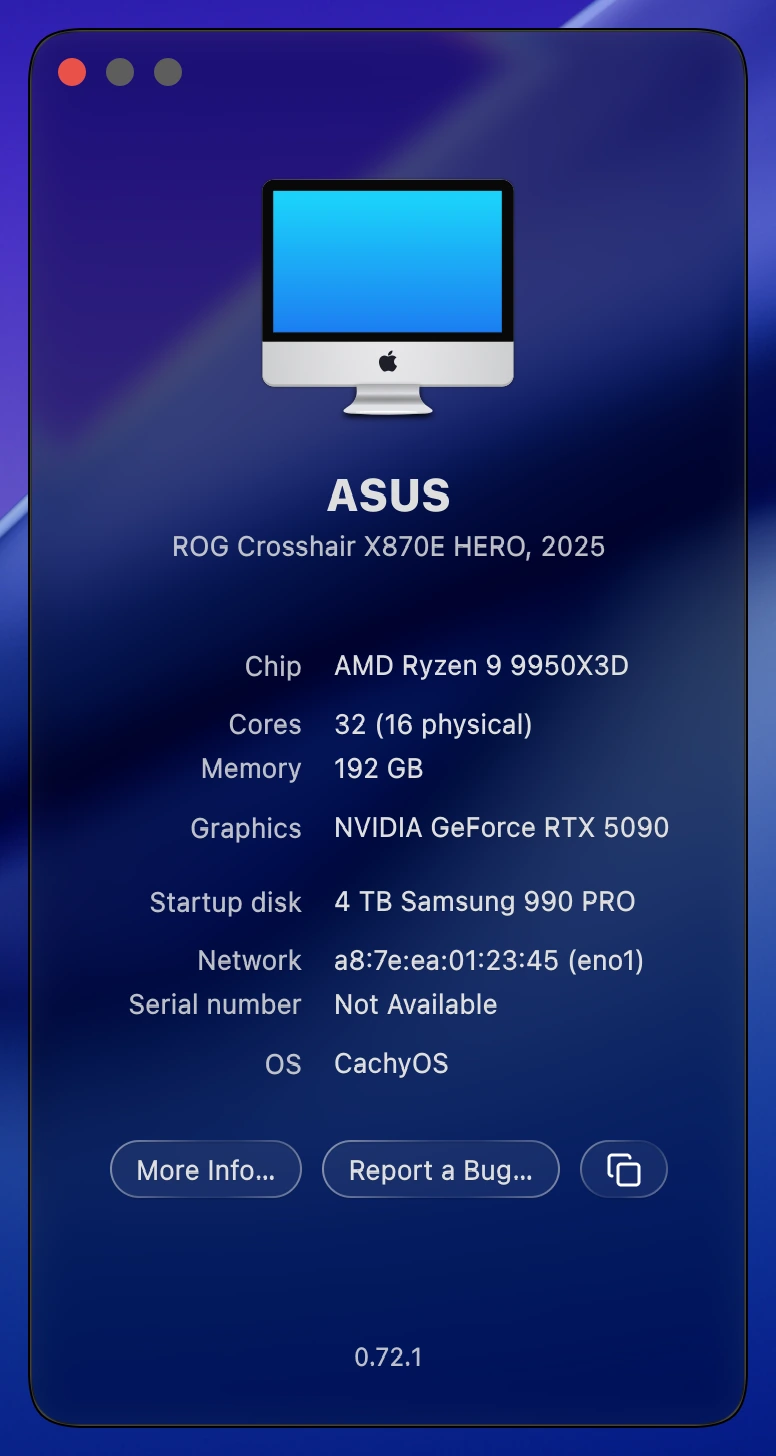 ASUS
ROG Crosshair X870E HERO, 2025
Chip AMD Ryzen 9 9950X3D
Cores 32 (16 physical)
Memory 192 GB
Graphics NVIDIA GeForce RTX 5090
Startup disk 4 TB Samsung 990 PRO
Network a8:7e:ea:01:23:45 (eno1)
Serial number Not Available
OS CachyOS
More Info... Report a Bug...
0.72.1